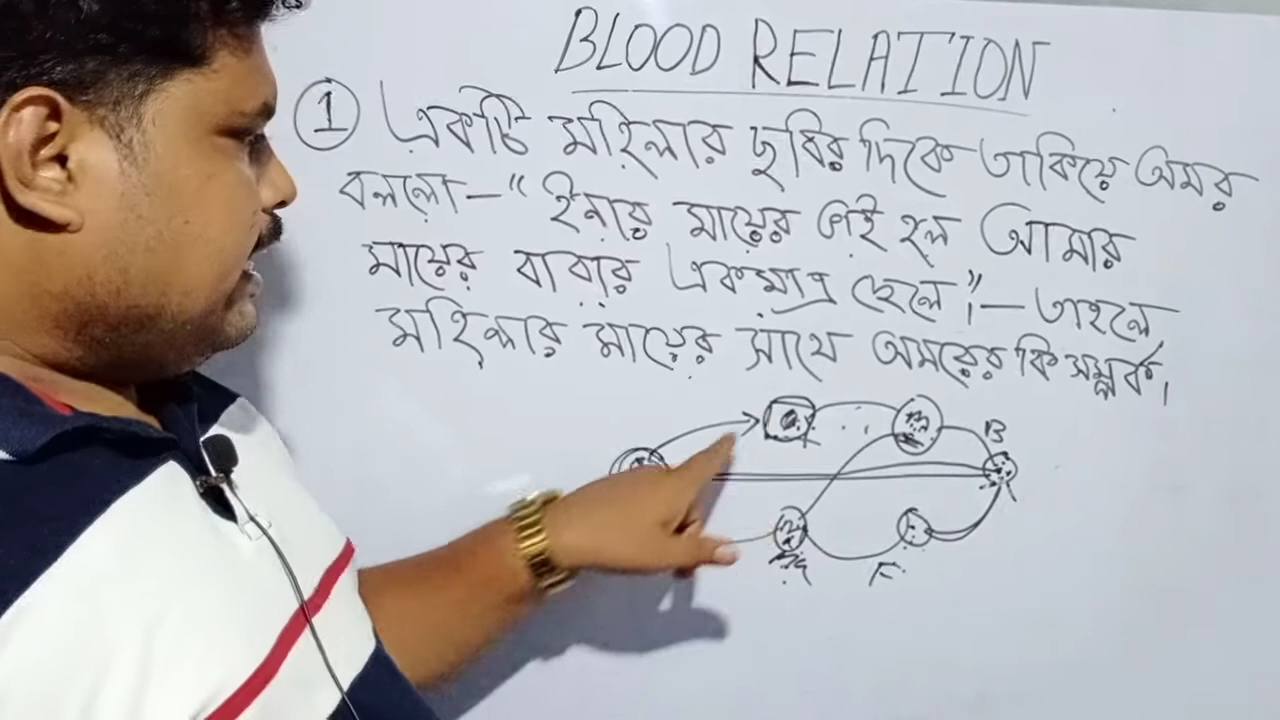 BLOOD RELATION
① একটি মহিলার ছবির দিকে তাকিয়ে অমর
বললো-“ইনার মায়ের ভাই হল আমার
মায়ের বাবার একমাত্র ছেলে”।- তাহলে
মহিলার মায়ের সাথে অমরের কি সম্পর্ক।
B
F